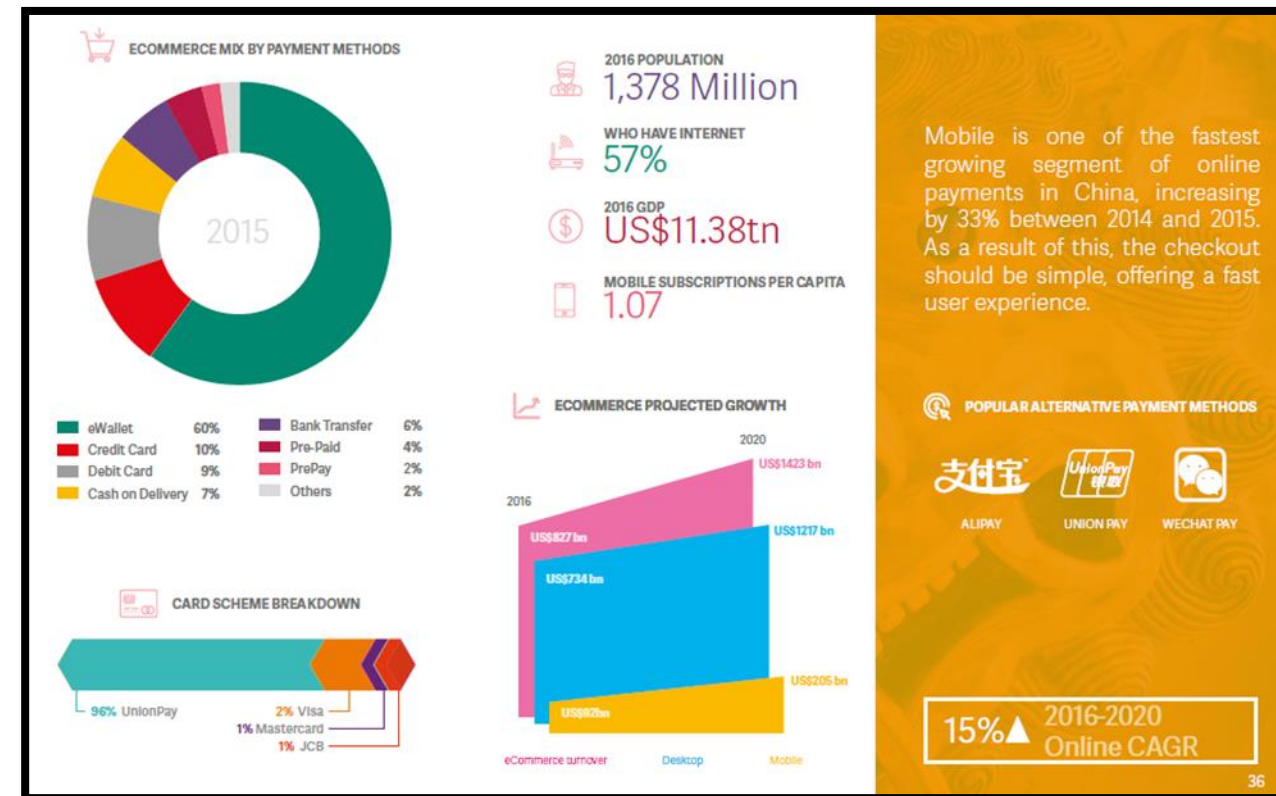 ECOMMERCE MIX BY PAYMENT METHODS
2015
eWallet 60%
Credit Card 10%
Debit Card 9%
Cash on Delivery 7%
Bank Transfer 6%
Pre-Paid 4%
PrePay 2%
Others 2%
CARD SCHEME BREAKDOWN
96% UnionPay
2% Visa
1% Mastercard
1% JCB
2016 POPULATION
1,378 Million
WHO HAVE INTERNET
57%
2016 GDP
US$11.38tn
MOBILE SUBSCRIPTIONS PER CAPITA
1.07
ECOMMERCE PROJECTED GROWTH
2020
US$1423 bn
2016
US$827 bn
US$1217 bn
US$734 bn
US$205 bn
US$92bn
eCommerce turnover
Desktop
Mobile
Mobile is one of the fastest
growing segment of online
payments in China, increasing
by 33% between 2014 and 2015.
As a result of this, the checkout
should be simple, offering a fast
user experience.
POPULAR ALTERNATIVE PAYMENT METHODS
支付宝
UnionPay
银联
ALIPAY
UNION PAY
WECHAT PAY
15%▲
2016-2020
Online CAGR
36